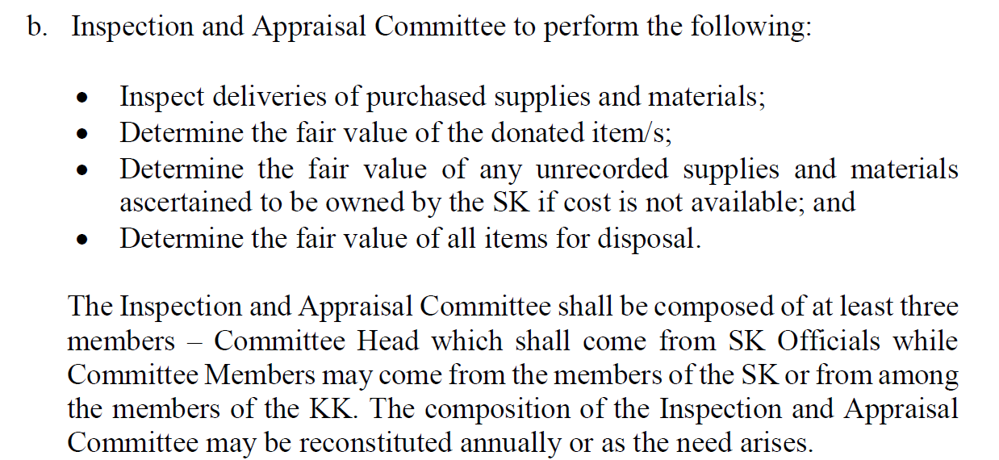 b. Inspection and Appraisal Committee to perform the following:
• Inspect deliveries of purchased supplies and materials;
• Determine the fair value of the donated item/s;
• Determine the fair value of any unrecorded supplies and materials
ascertained to be owned by the SK if cost is not available; and
• Determine the fair value of all items for disposal.
The Inspection and Appraisal Committee shall be composed of at least three
members – Committee Head which shall come from SK Officials while
Committee Members may come from the members of the SK or from among
the members of the KK. The composition of the Inspection and Appraisal
Committee may be reconstituted annually or as the need arises.